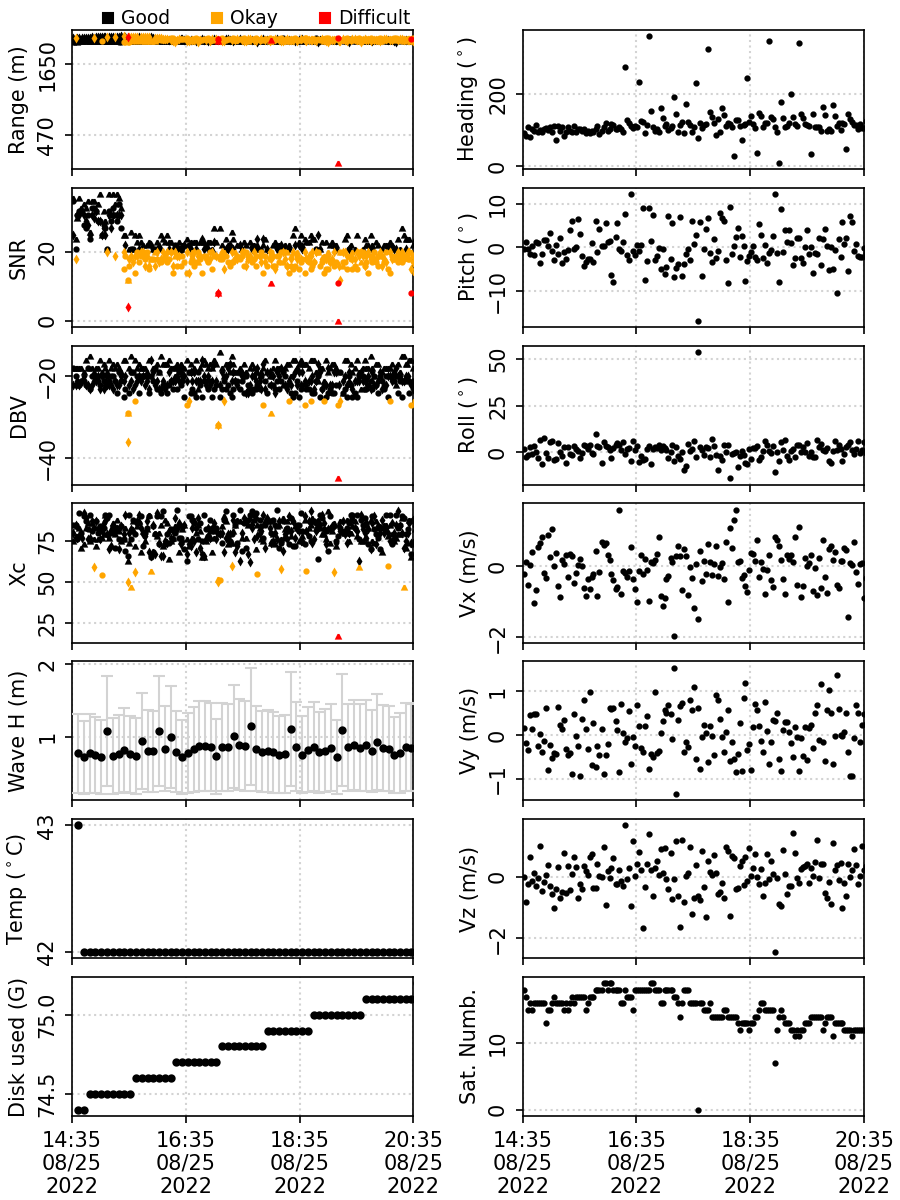 Good Okay Difficult
Range (m)
1650
470
SNR
20
0
DBV
−20
−40
Xc
75
50
25
Wave H (m)
2
1
Temp (°C)
43
42
Disk used (G)
75.0
74.5
14:35 16:35 18:35 20:35
08/25 08/25 08/25 08/25
2022 2022 2022 2022
Heading (°)
200
0
Pitch (°)
10
0
−10
Roll (°)
50
25
0
Vx (m/s)
0
−2
Vy (m/s)
1
0
−1
Vz (m/s)
0
−2
Sat. Numb.
10
0
14:35 16:35 18:35 20:35
08/25 08/25 08/25 08/25
2022 2022 2022 2022